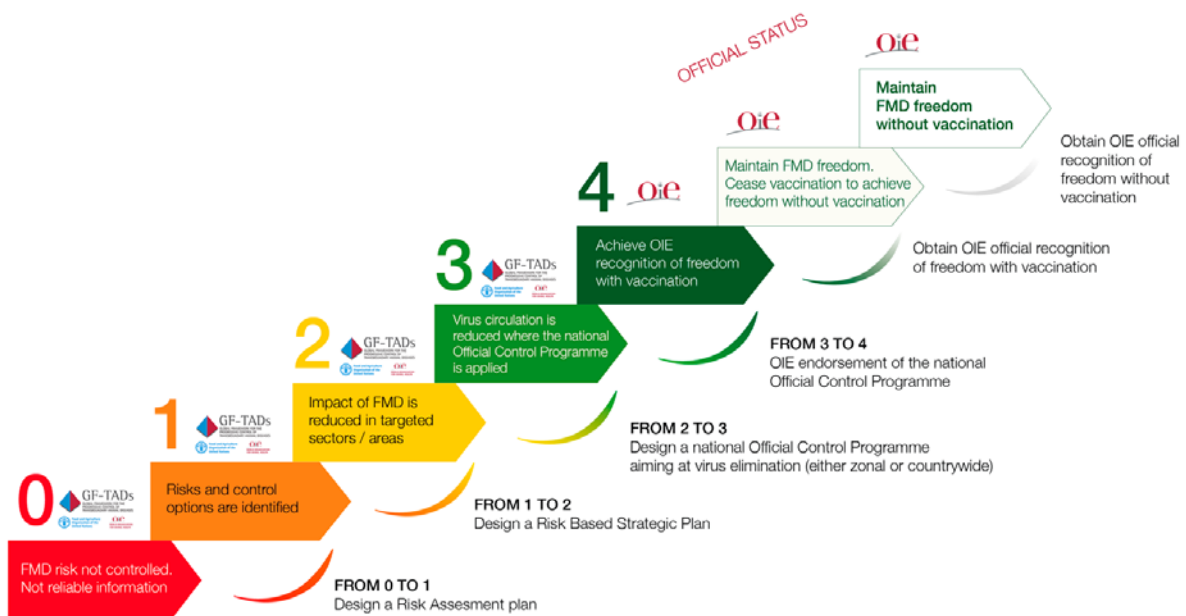 OFFICIAL STATUS
OiE
Maintain
FMD freedom
without vaccination
Obtain OIE official
recognition of
freedom without
vaccination
OiE
Maintain FMD freedom.
Cease vaccination to achieve
freedom without vaccination
Obtain OIE official recognition
of freedom with vaccination
4
OiE
Achieve OIE
recognition of freedom
with vaccination
FROM 3 TO 4
OIE endorsement of the national
Official Control Programme
3
GF-TADs
Virus circulation is
reduced where the national
Official Control Programme
is applied
FROM 2 TO 3
Design a national Official Control Programme
aiming at virus elimination (either zonal or countrywide)
2
GF-TADs
Impact of FMD is
reduced in targeted
sectors / areas
FROM 1 TO 2
Design a Risk Based Strategic Plan
1
GF-TADs
Risks and control
options are identified
FROM 0 TO 1
Design a Risk Assesment plan
0
GF-TADs
FMD risk not controlled.
Not reliable information